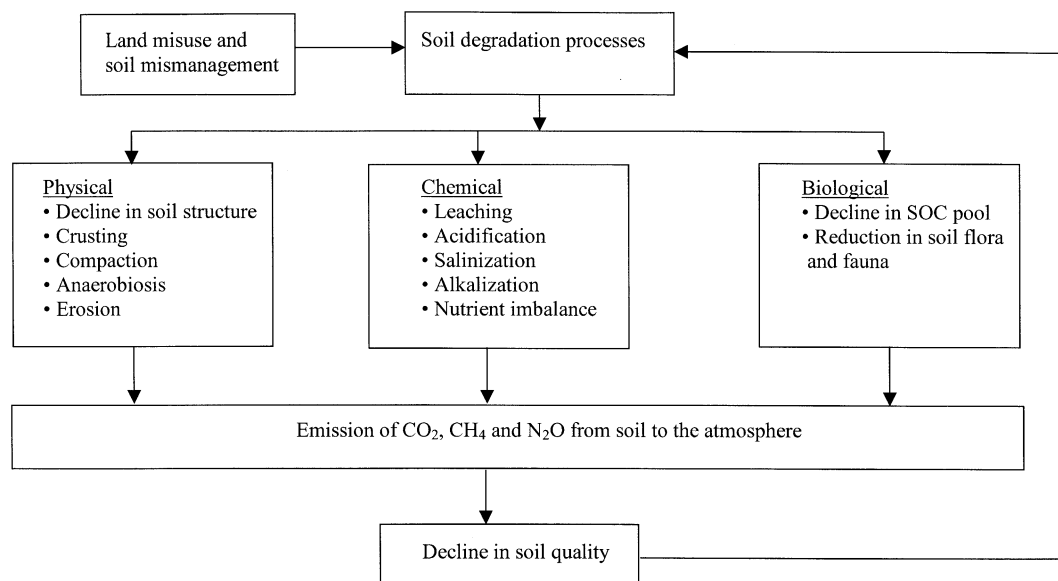 Land misuse and
soil mismanagement
Soil degradation processes
Physical
• Decline in soil structure
• Crusting
• Compaction
• Anaerobiosis
• Erosion
Chemical
• Leaching
• Acidification
• Salinization
• Alkalization
• Nutrient imbalance
Biological
• Decline in SOC pool
• Reduction in soil flora
and fauna
Emission of CO₂, CH₄ and N₂O from soil to the atmosphere
Decline in soil quality